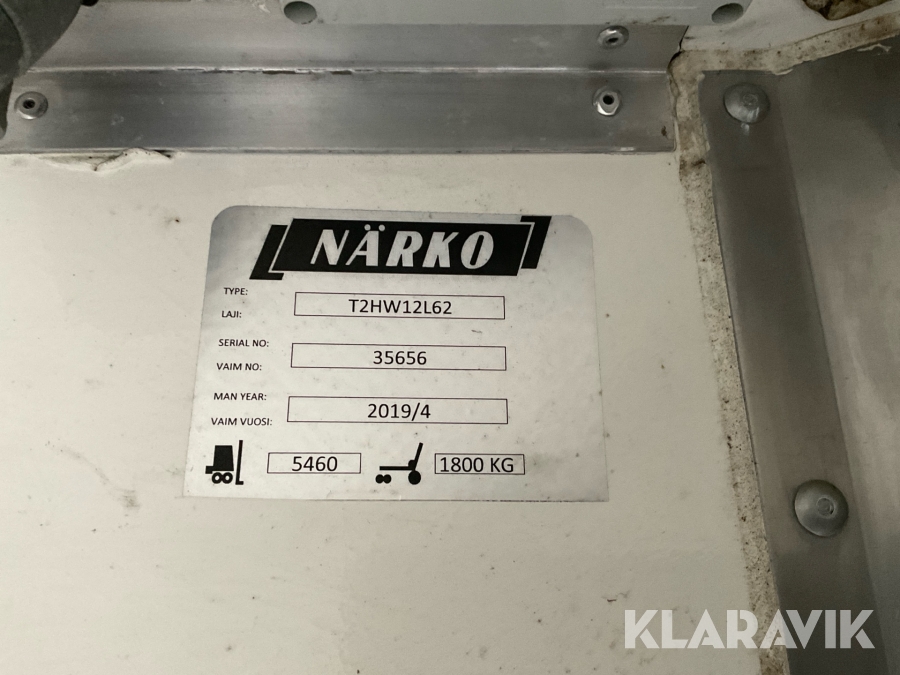 NÄRKO
TYPE:
LAJI:
T2HW12L62
SERIAL NO:
VAIM NO:
35656
MAN YEAR:
VAIM VUOSI:
2019/4
5460
1800 KG
KLARAVIK